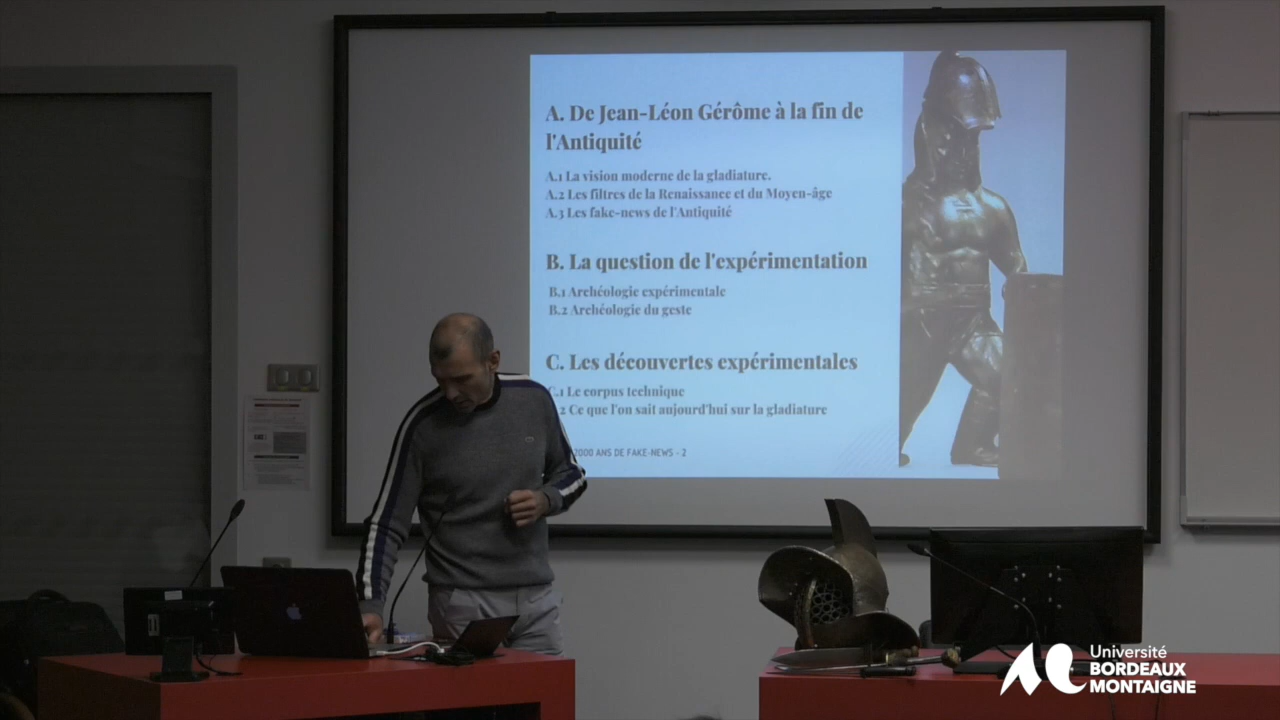 A. De Jean-Léon Gérôme à la fin de
l'Antiquité
A.1 La vision moderne de la gladiature.
A.2 Les filtres de la Renaissance et du Moyen-âge
A.3 Les fake-news de l'Antiquité
B. La question de l'expérimentation
B.1 Archéologie expérimentale
B.2 Archéologie du geste
C. Les découvertes expérimentales
C.1 Le corpus technique
2 Ce que l'on sait aujourd'hui sur la gladiature
2000 ANS DE FAKE-NEWS - 2
Université
BORDEAUX
MONTAIGNE